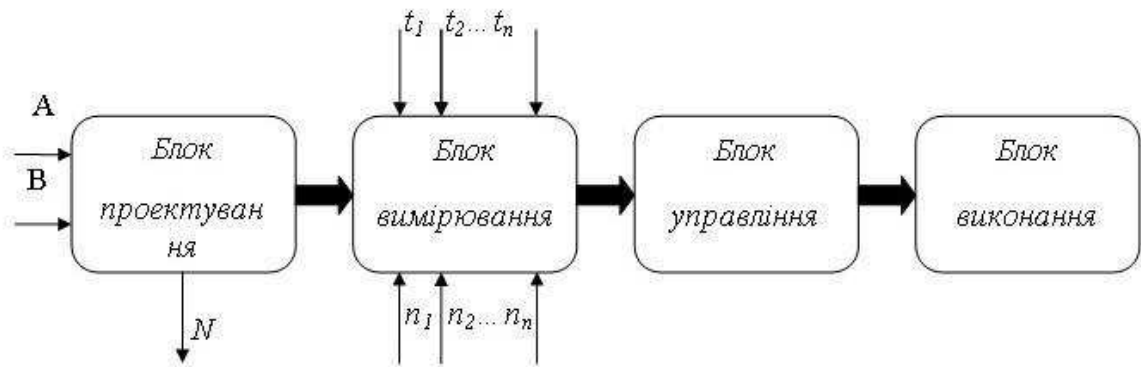 t₁ t₂... tₙ
A
B
Блок
проектуван
ня
Блок
вимірювання
Блок
управління
Блок
виконання
N
n₁ n₂... nₙ